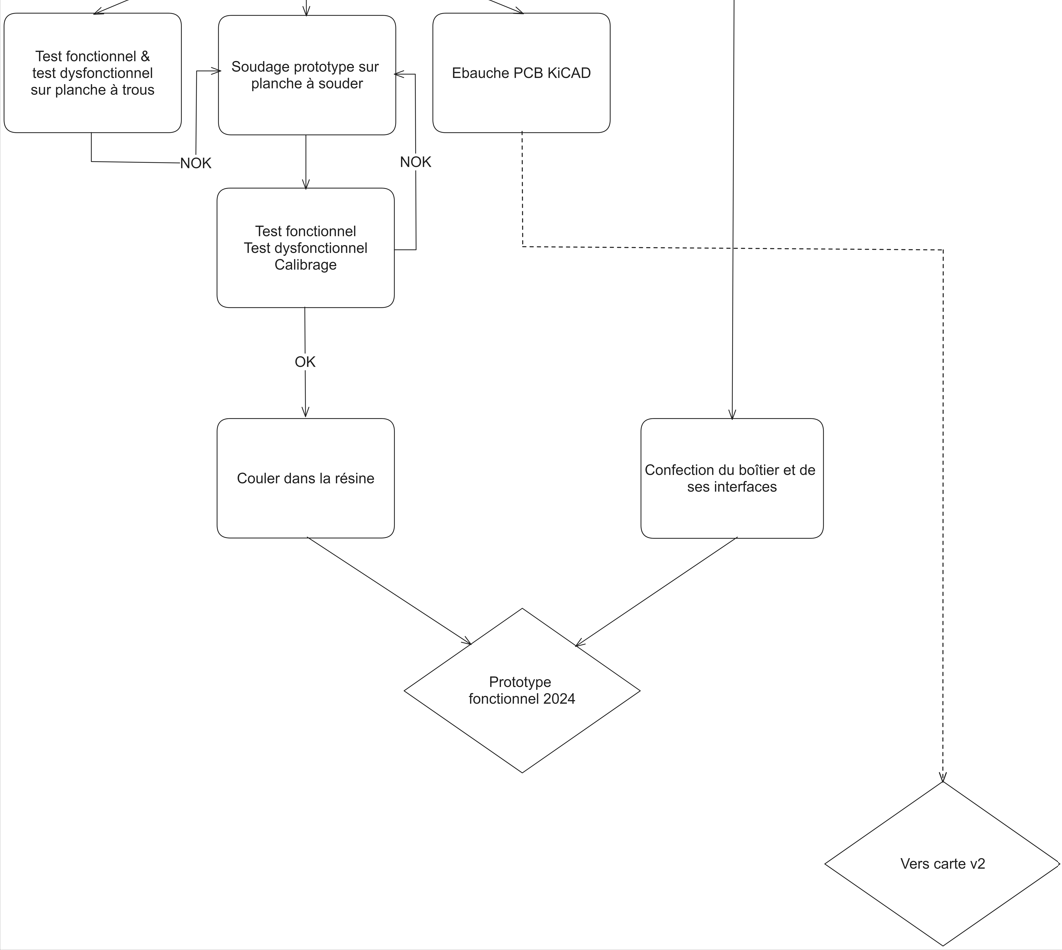 Test fonctionnel &
test dysfonctionnel
sur planche à trous
Soudage prototype sur
planche à souder
Ebauche PCB KiCAD
NOK
NOK
Test fonctionnel
Test dysfonctionnel
Calibrage
OK
Couler dans la résine
Confection du boîtier et de
ses interfaces
Prototype
fonctionnel 2024
Vers carte v2